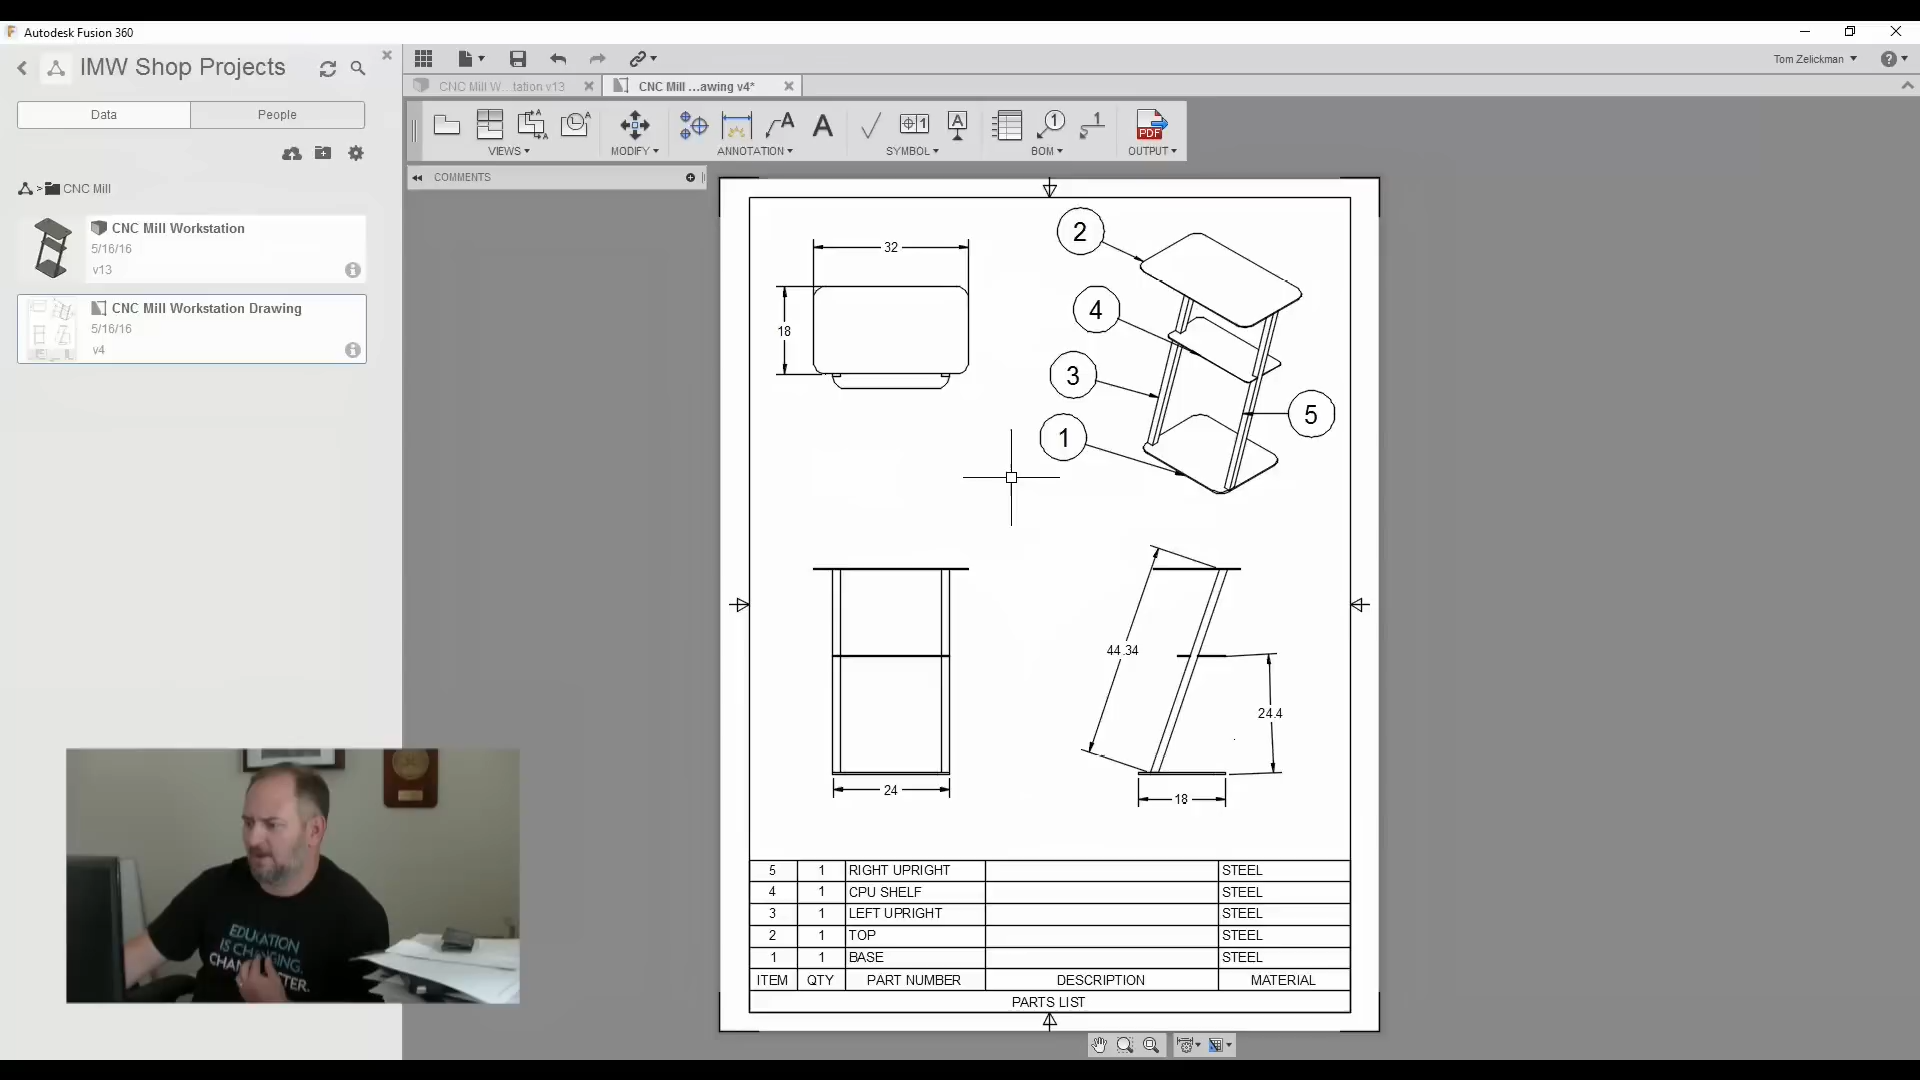 Autodesk Fusion 360
IMW Shop Projects
Data
People
CNC Mill
CNC Mill Workstation
5/16/16
v13
CNC Mill Workstation Drawing
5/16/16
v4
CNC Mill W...tation v13
CNC Mill ...awing v4*
Tom Zelickman
VIEWS
MODIFY
ANNOTATION
SYMBOL
BOM
OUTPUT
PDF
COMMENTS
32
18
2
4
3
5
1
44.34
24.4
24
18
5 1 RIGHT UPRIGHT STEEL
4 1 CPU SHELF STEEL
3 1 LEFT UPRIGHT STEEL
2 1 TOP STEEL
1 1 BASE STEEL
ITEM QTY PART NUMBER DESCRIPTION MATERIAL
PARTS LIST
EDUCATION
IS CHANGING.